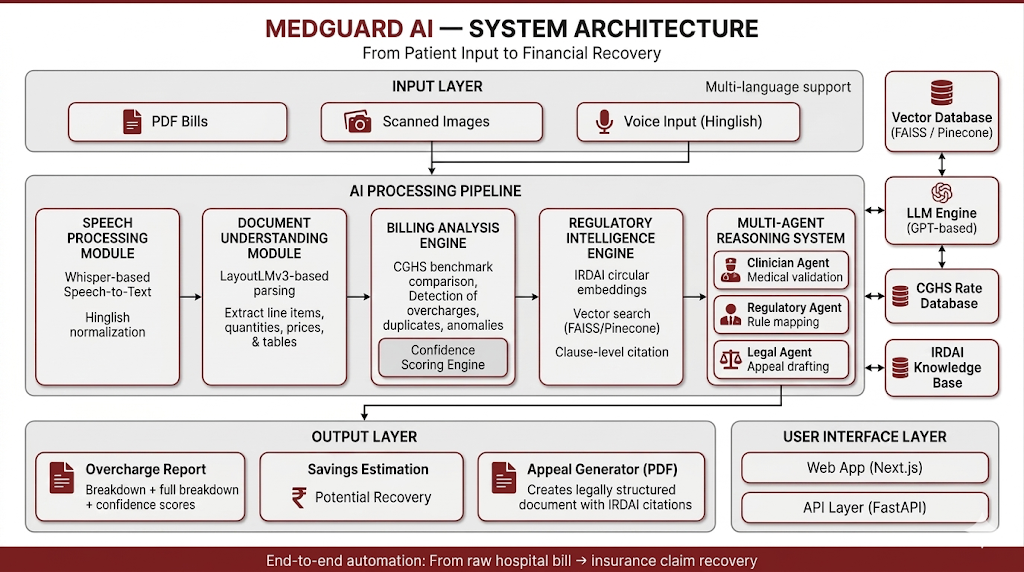 MEDGUARD AI — SYSTEM ARCHITECTURE
From Patient Input to Financial Recovery
INPUT LAYER
Multi-language support
PDF Bills
Scanned Images
Voice Input (Hinglish)
Vector Database
(FAISS / Pinecone)
AI PROCESSING PIPELINE
SPEECH
PROCESSING
MODULE
Whisper-based
Speech-to-Text
Hinglish
normalization
DOCUMENT
UNDERSTANDING
MODULE
LayoutLMv3-based
parsing
Extract line items,
quantities, prices,
& tables
BILLING ANALYSIS
ENGINE
CGHS benchmark
comparison,
Detection of
overcharges,
duplicates, anomalies
Confidence
Scoring Engine
REGULATORY
INTELLIGENCE
ENGINE
IRDAI circular
embeddings
Vector search
(FAISS/Pinecone)
Clause-level citation
MULTI-AGENT
REASONING SYSTEM
Clinician Agent
Medical validation
Regulatory Agent
Rule mapping
Legal Agent
Appeal drafting
LLM Engine
(GPT-based)
CGHS Rate
Database
IRDAI
Knowledge
Base
OUTPUT LAYER
Overcharge Report
Breakdown + full breakdown
+ confidence scores
Savings Estimation
₹ Potential Recovery
Appeal Generator (PDF)
Creates legally structured
document with IRDAI citations
USER INTERFACE LAYER
Web App (Next.js)
API Layer (FastAPI)
End-to-end automation: From raw hospital bill → insurance claim recovery